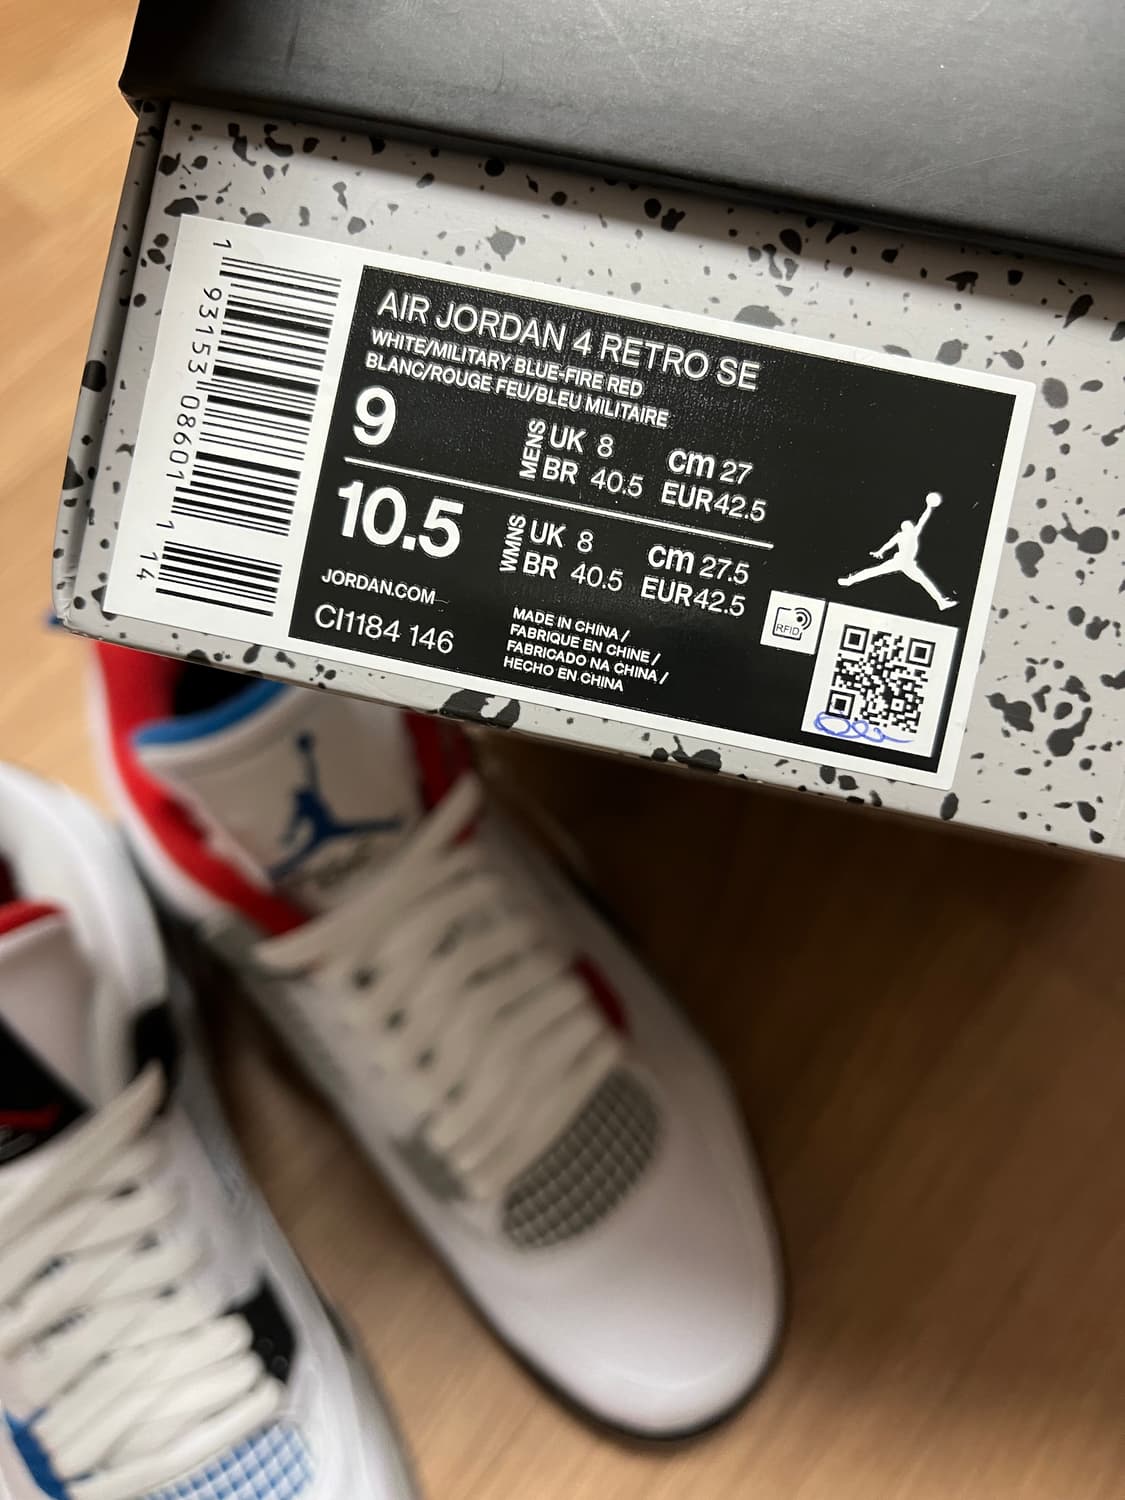 AIR JORDAN 4 RETRO SE
WHITE/MILITARY BLUE-FIRE RED
BLANC/ROUGE FEU/BLEU MILITAIRE
9 MENS UK 8 cm 27
BR 40.5 EUR 42.5
10.5 WMNS UK 8 cm 27.5
BR 40.5 EUR 42.5
JORDAN.COM
CI1184 146
MADE IN CHINA /
FABRIQUE EN CHINE /
FABRICADO NA CHINA /
HECHO EN CHINA
RFID
1 93153 08601 1 14